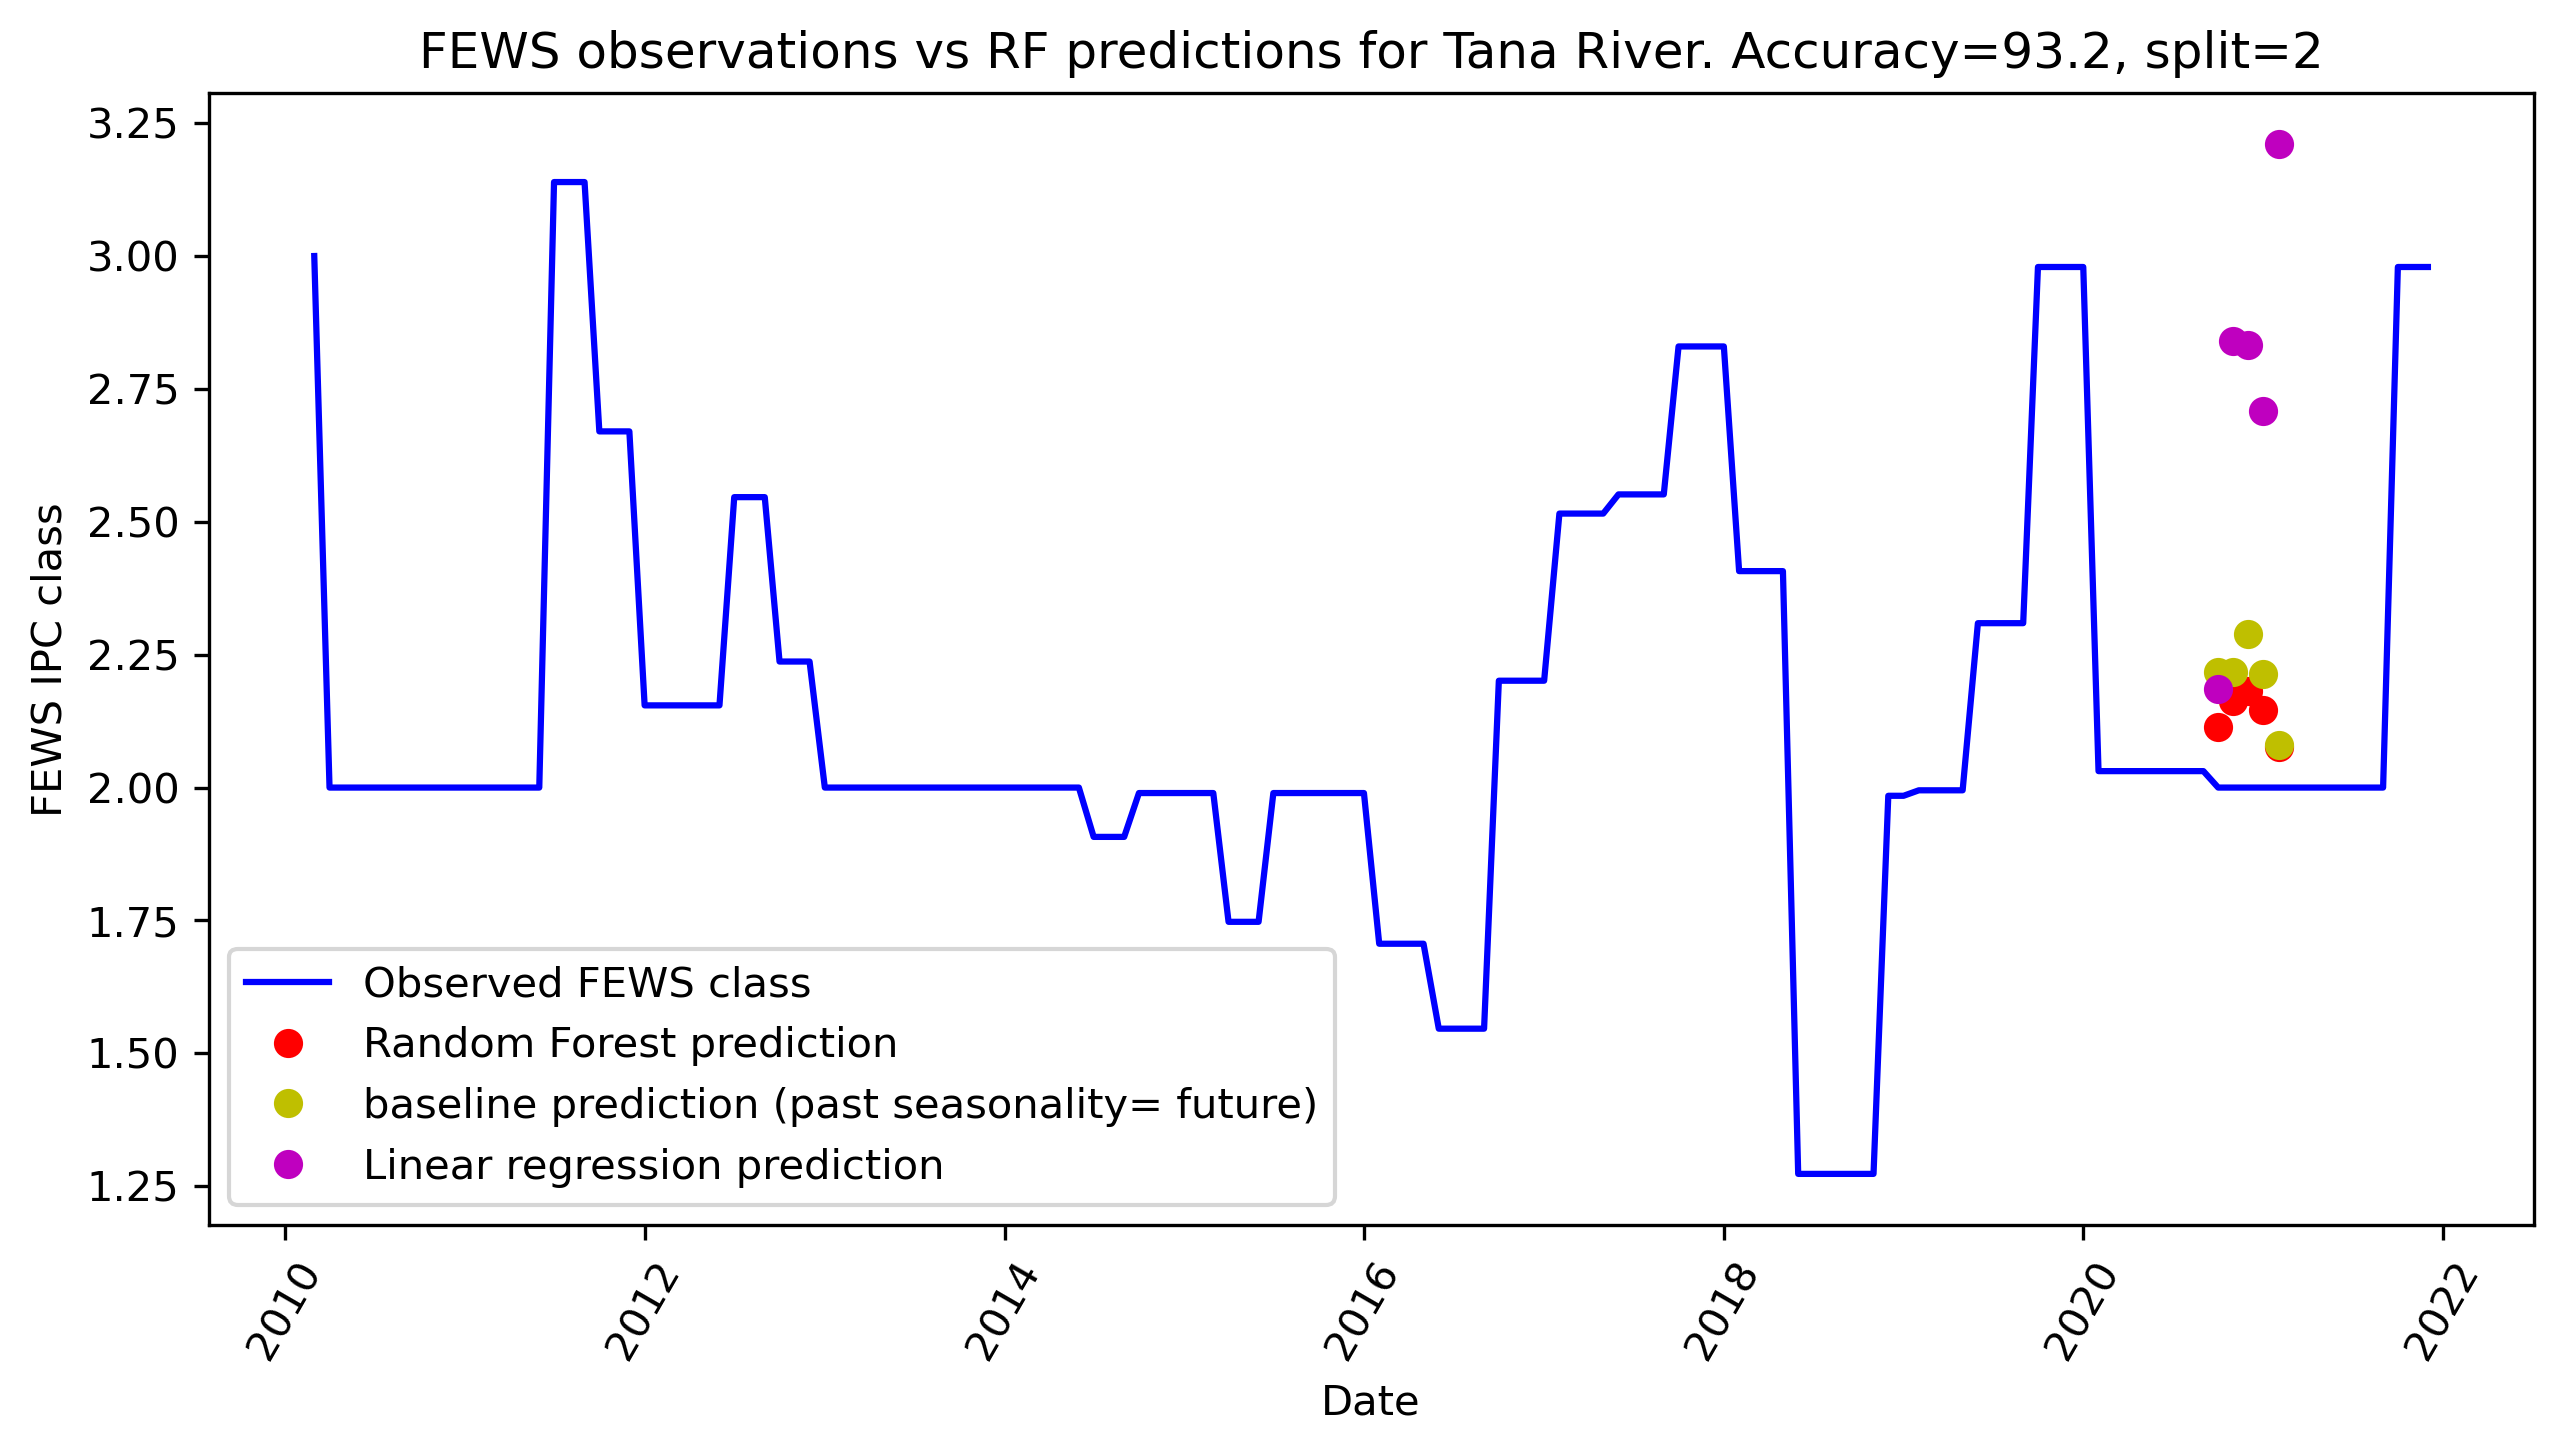 FEWS observations vs RF predictions for Tana River. Accuracy=93.2, split=2
FEWS IPC class
3.25
3.00
2.75
2.50
2.25
2.00
1.75
1.50
1.25
Observed FEWS class
Random Forest prediction
baseline prediction (past seasonality= future)
Linear regression prediction
2010
2012
2014
2016
2018
2020
2022
Date